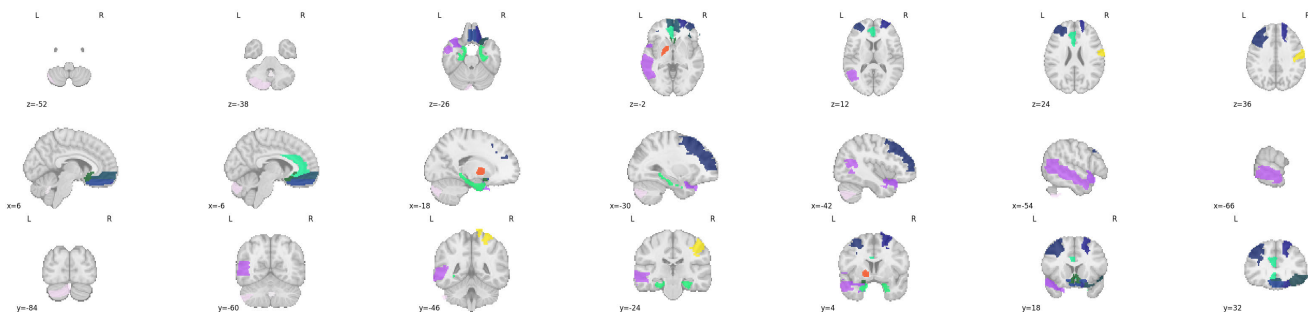 L R L R L R L R L R L R L R
z=-52 z=-38 z=-26 z=-2 z=12 z=24 z=36
x=6 x=-6 x=-18 x=-30 x=-42 x=-54 x=-66
L R L R L R L R L R L R L R
y=-84 y=-60 y=-46 y=-24 y=4 y=18 y=32